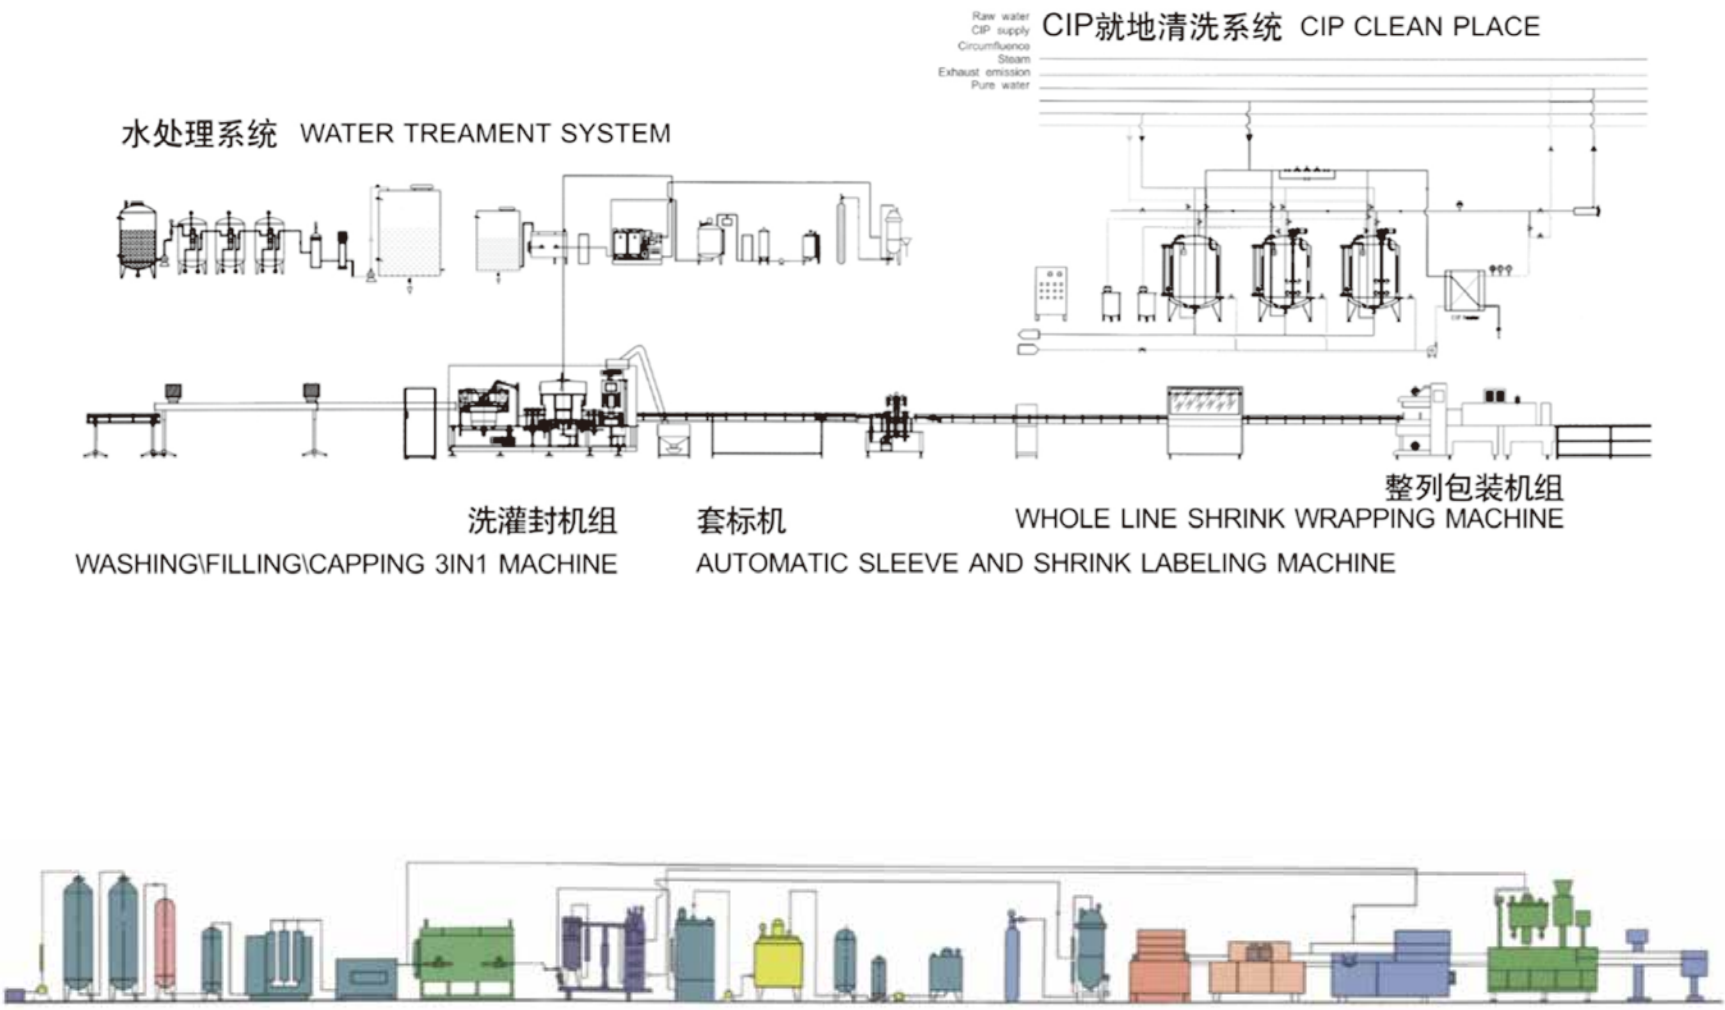 Raw water
CIP supply
Circumfluence
Steam
Exhaust emission
Pure water
CIP就地清洗系统 CIP CLEAN PLACE
水处理系统 WATER TREAMENT SYSTEM
整列包装机组
WHOLE LINE SHRINK WRAPPING MACHINE
洗灌封机组
WASHING\FILLING\CAPPING 3IN1 MACHINE
套标机
AUTOMATIC SLEEVE AND SHRINK LABELING MACHINE